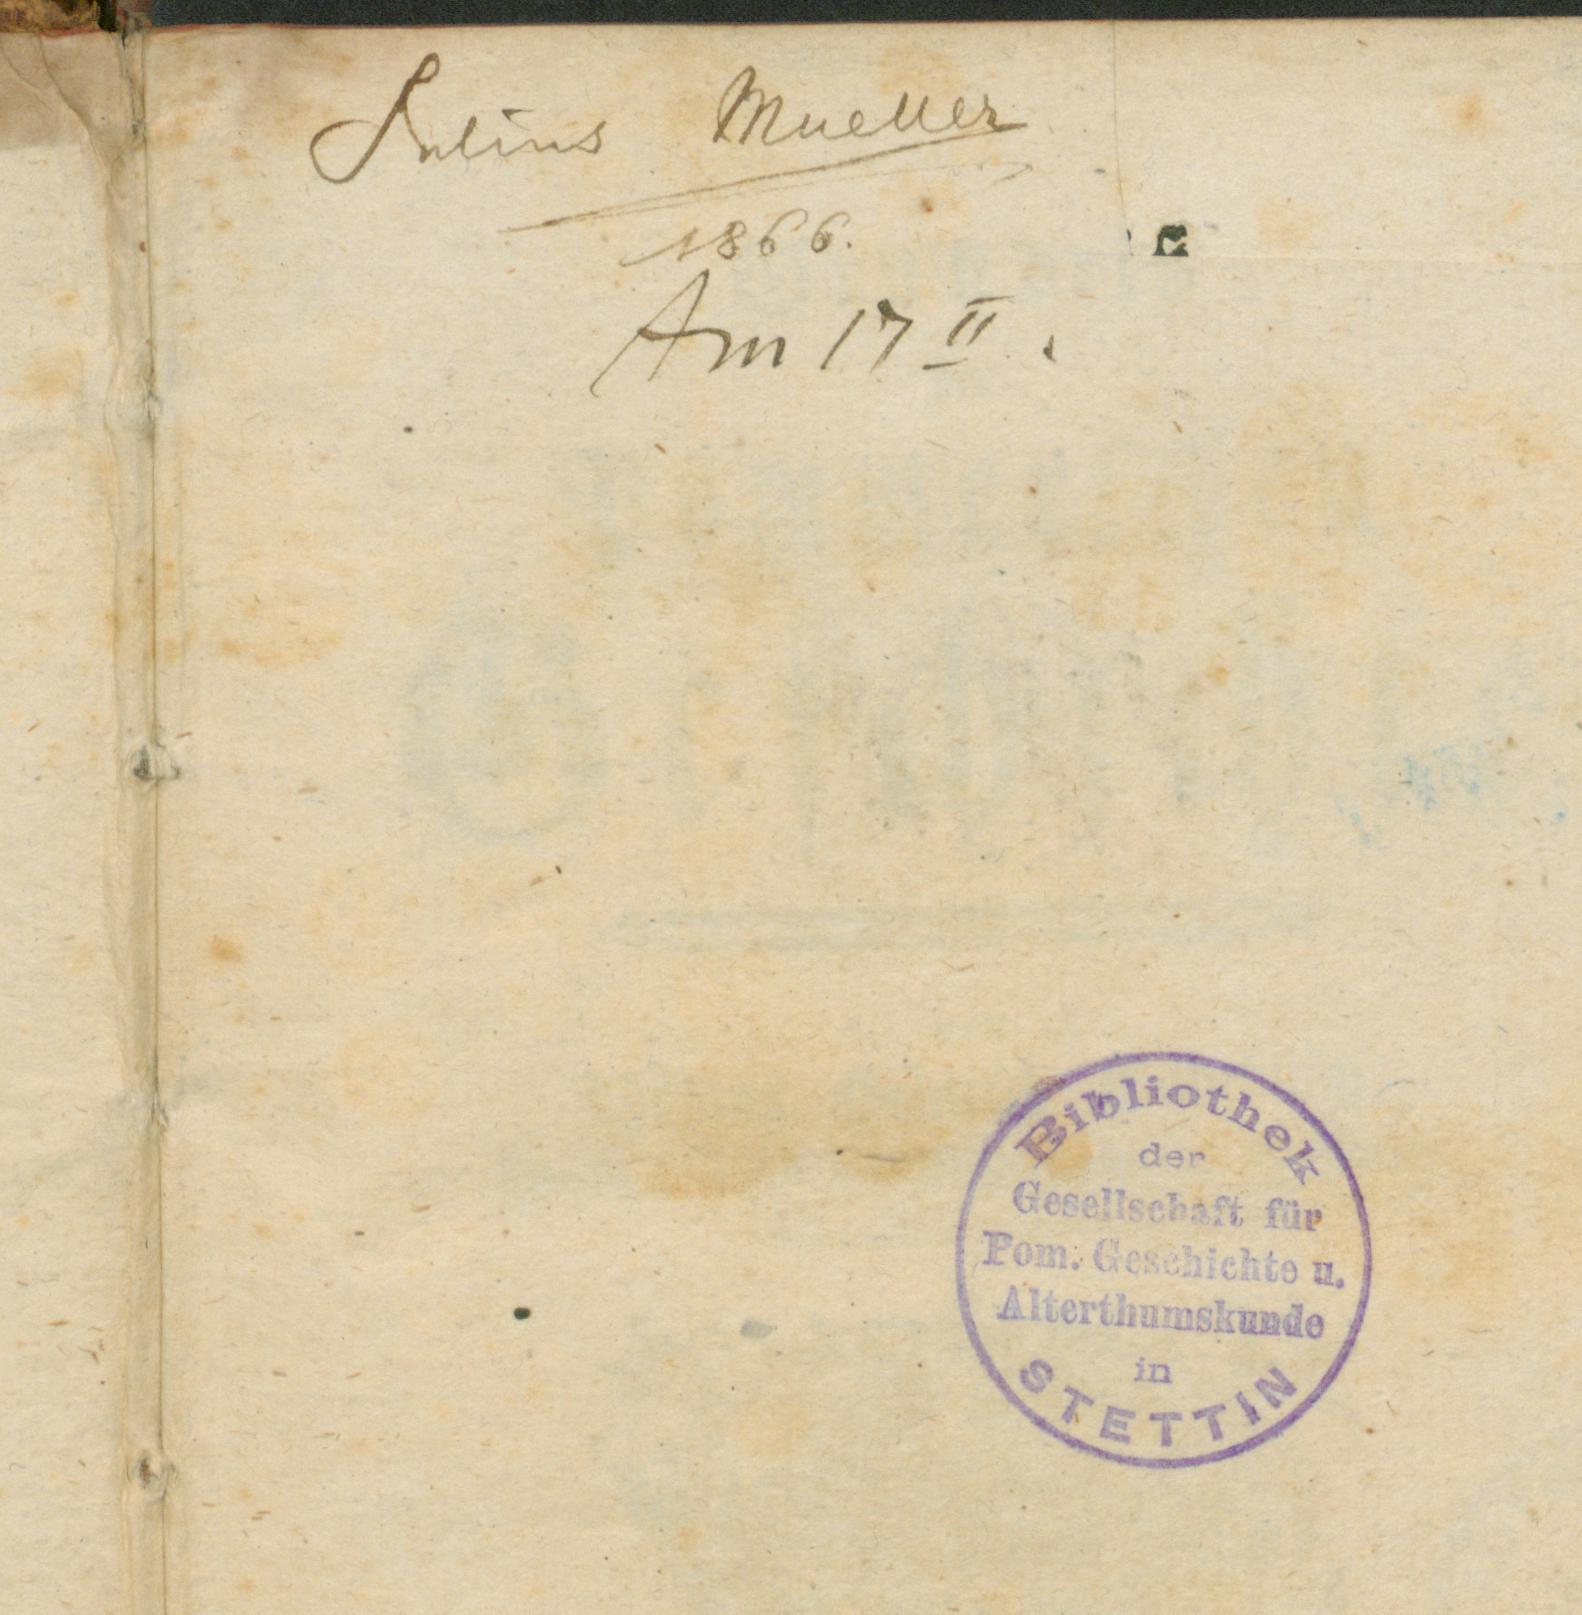 Julius Mueller
1866.
Am 17 II.
Bibliothek
der
Gesellschaft für
Pom. Geschichte u.
Alterthumskunde
in
STETTIN